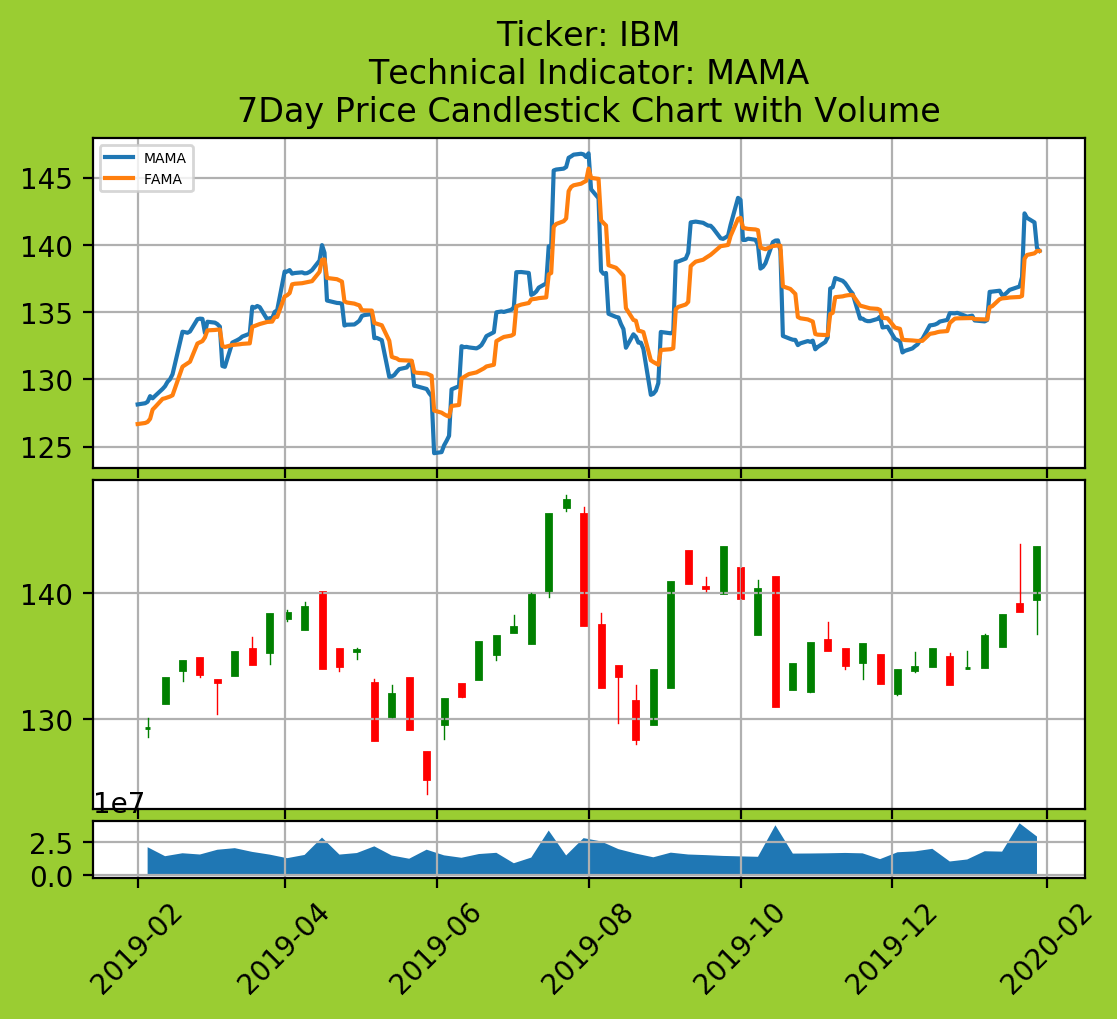 Ticker: IBM
Technical Indicator: MAMA
7Day Price Candlestick Chart with Volume
MAMA
FAMA
145
140
135
130
125
140
130
1e7
2.5
0.0
2019-02
2019-04
2019-06
2019-08
2019-10
2019-12
2020-02